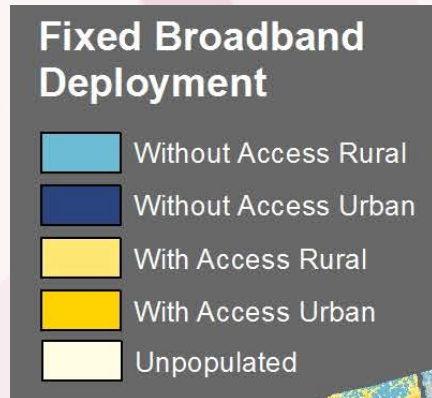 Fixed Broadband
Deployment
Without Access Rural
Without Access Urban
With Access Rural
With Access Urban
Unpopulated